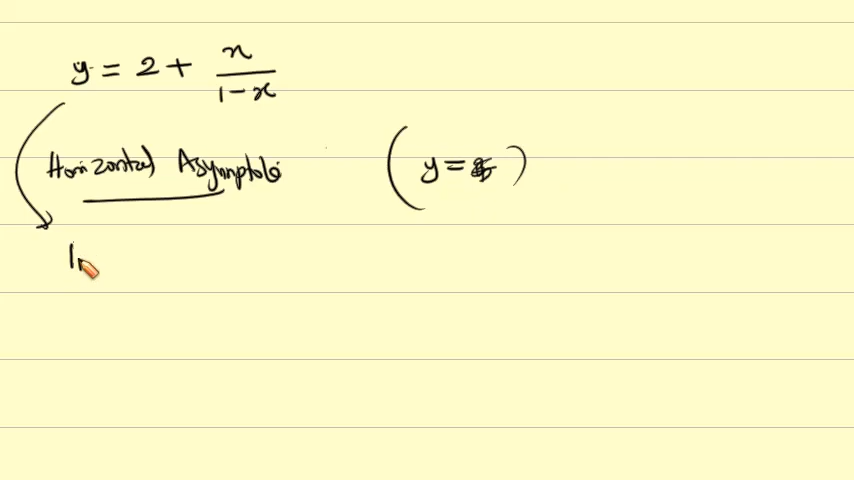 y = 2 + x/(1-x)
Horizontal Asymptote (y = )